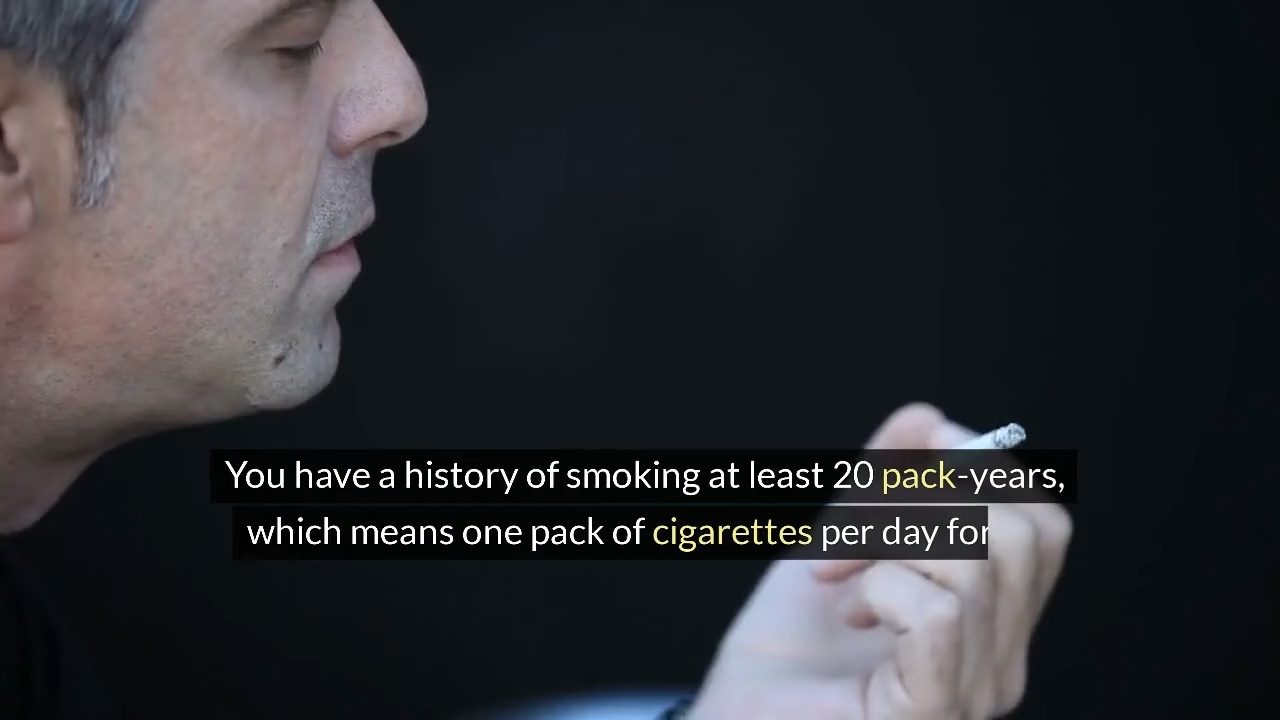 You have a history of smoking at least 20 pack-years,
which means one pack of cigarettes per day for